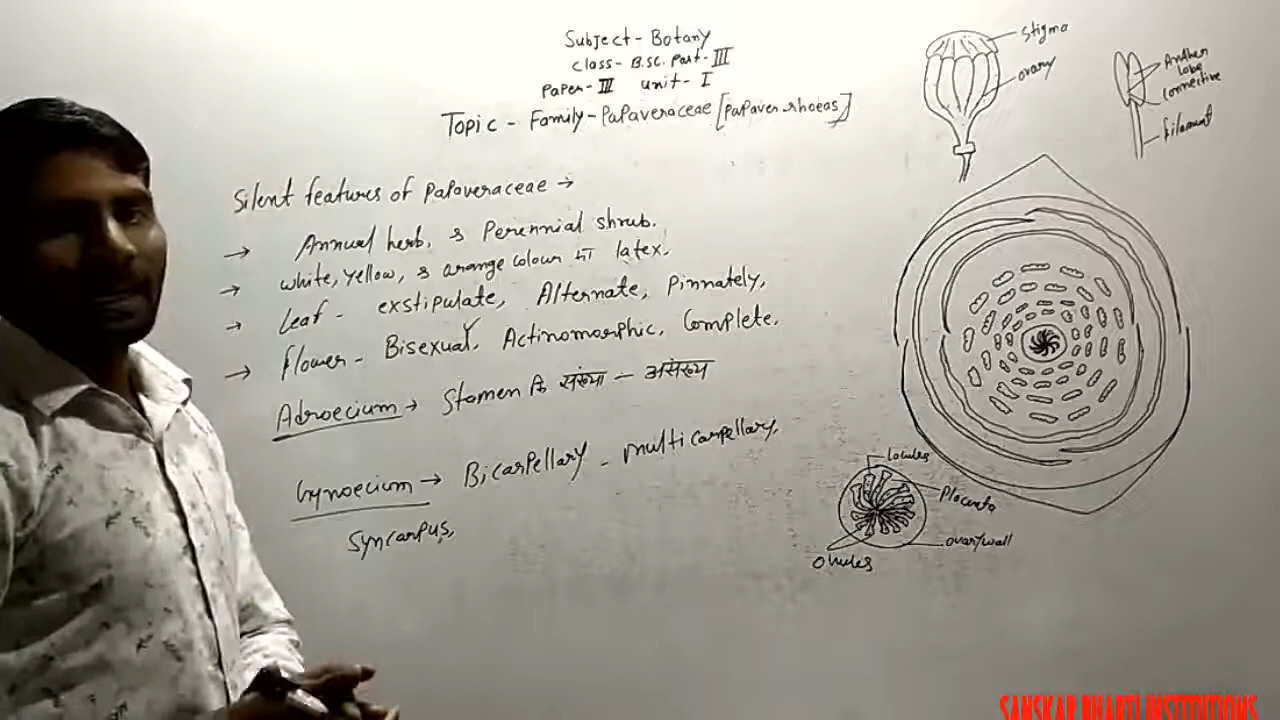 Subject - Botany
Class - B.Sc. Part - III
Paper - III unit - I
Topic - Family - Papaveraceae [Papaver rhoeas]
Silent features of Papaveraceae →
→ Annual herb, & Perennial shrub.
→ white, yellow, & orange colour का latex,
→ Leaf - exstipulate, Alternate, Pinnately,
→ flower - Bisexual, Actinomorphic, Complete.
Adroecium → Stamen कि संख्या - असंख्य
Gynoecium → Bicarpellary - multicarpellary,
Syncarpus,
Stigma
ovary
Anther
Lobe
Connective
filament
Locules
Placenta
ovary wall
Ovules
SANSKAR BHARTI INSTITUTIONS